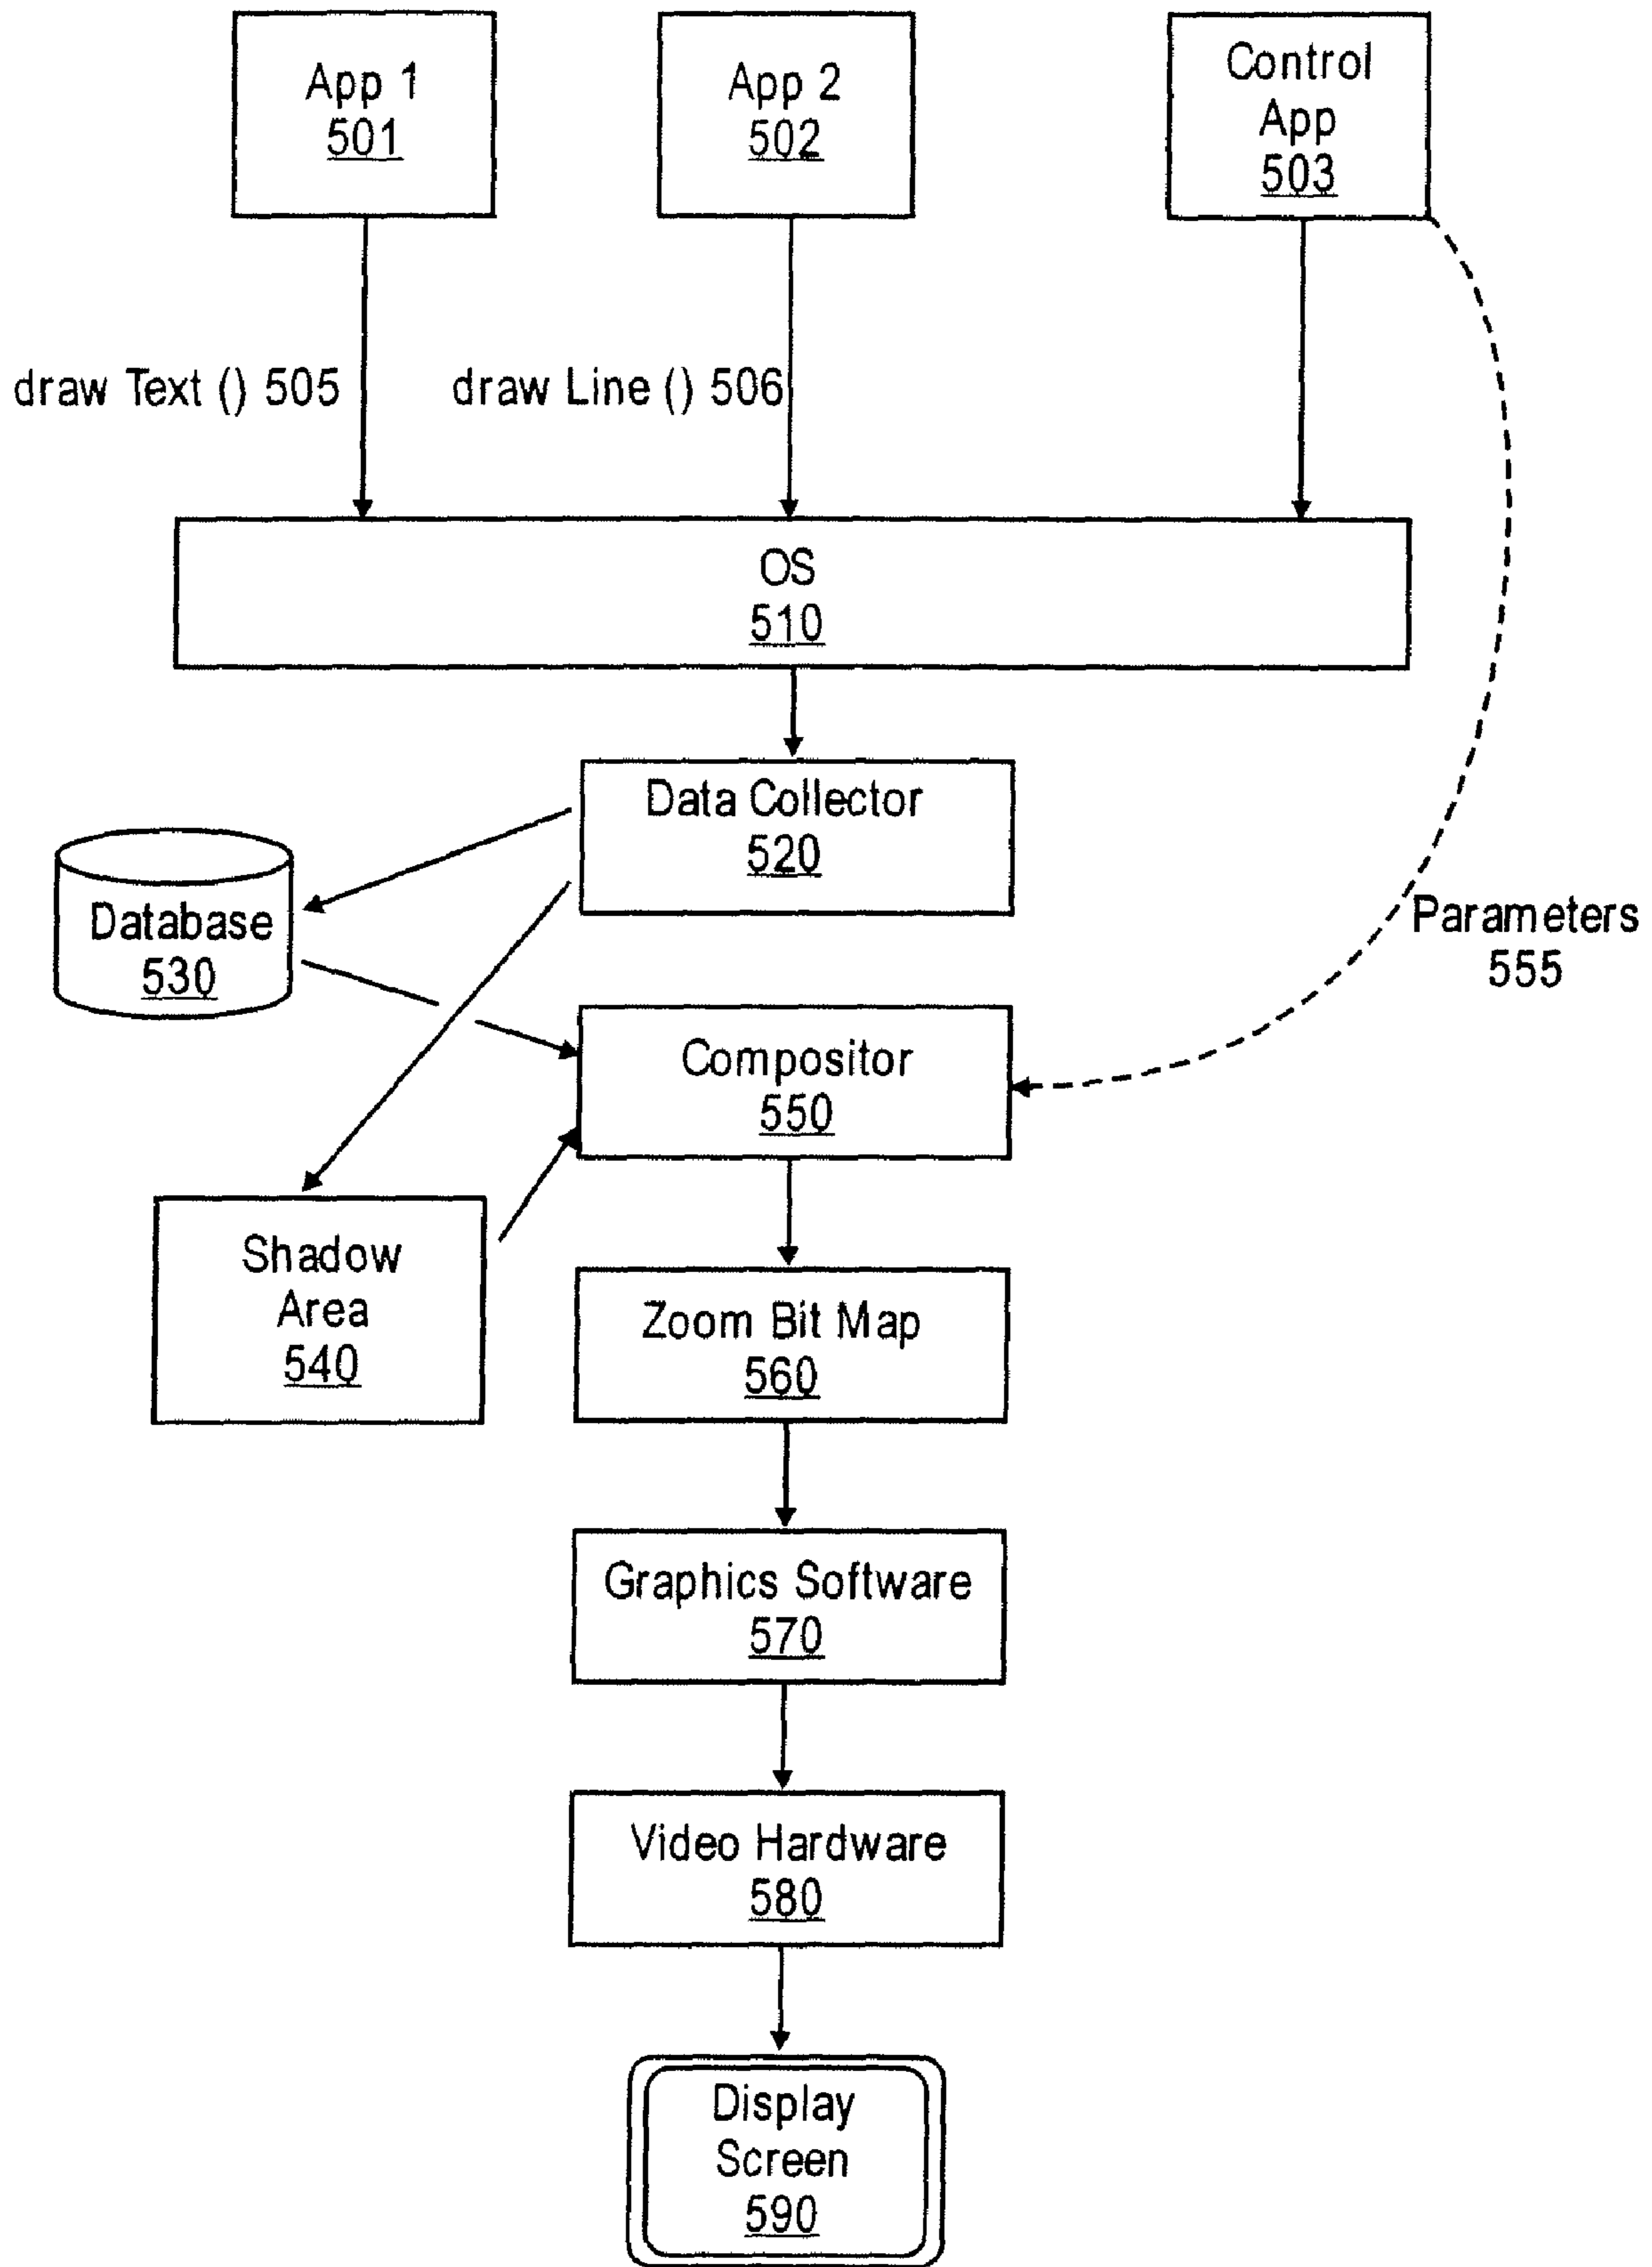 App 1
501
App 2
502
Control
App
503
draw Text () 505
draw Line () 506
OS
510
Data Collector
520
Database
530
Parameters
555
Compositor
550
Shadow
Area
540
Zoom Bit Map
560
Graphics Software
570
Video Hardware
580
Display
Screen
590